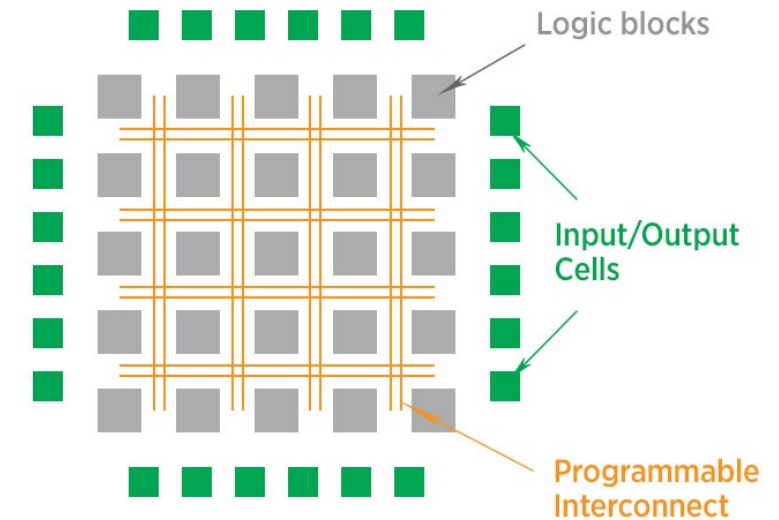 Logic blocks
Input/Output
Cells
Programmable
Interconnect